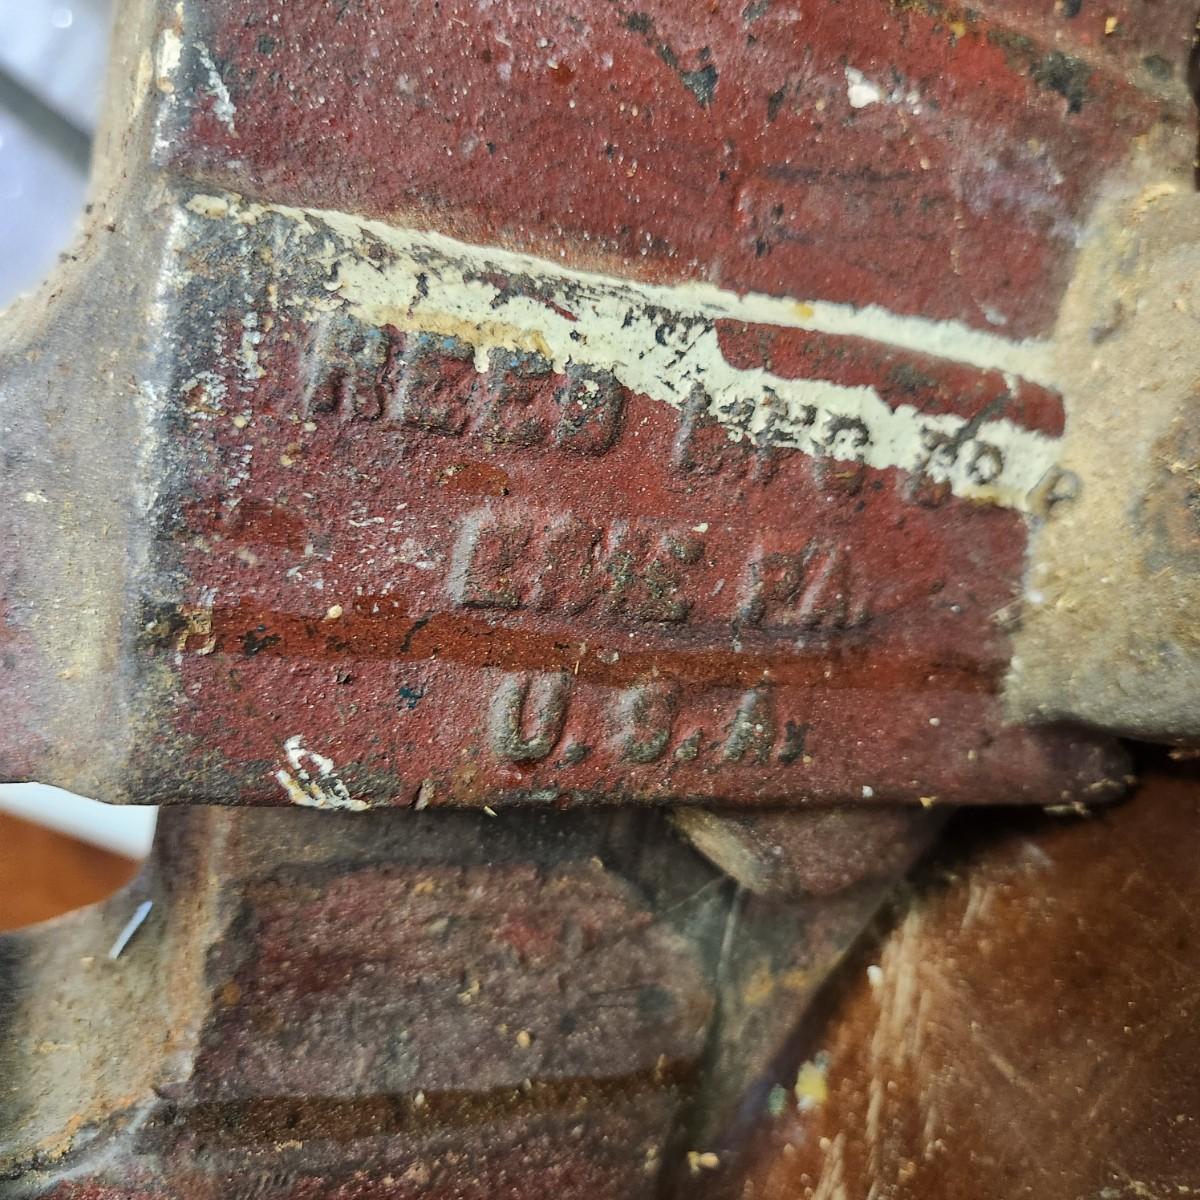 REED MFG CO.
ERIE PA.
U.S.A.